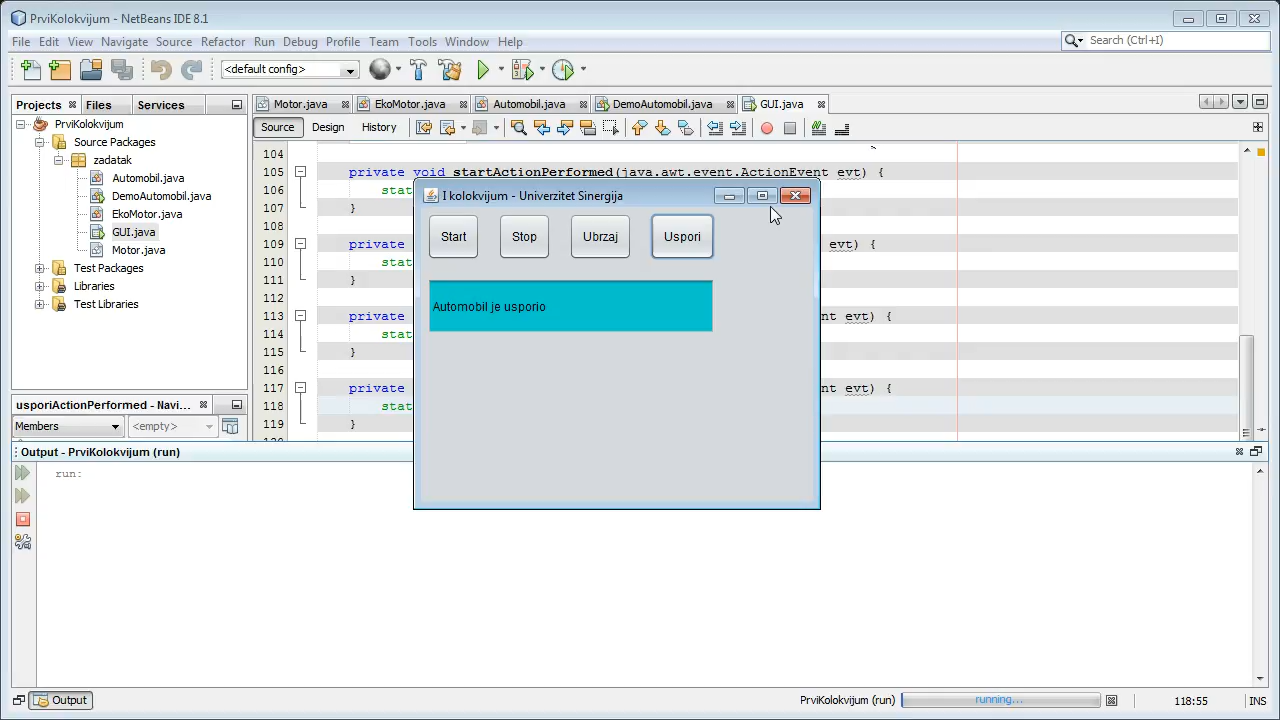 PrviKolokvijum - NetBeans IDE 8.1
File Edit View Navigate Source Refactor Run Debug Profile Team Tools Window Help
Search (Ctrl+I)
<default config>
Projects Files Services
Motor.java EkoMotor.java Automobil.java DemoAutomobil.java GUI.java
PrviKolokvijum
Source Design History
Source Packages
zadatak
Automobil.java
DemoAutomobil.java
EkoMotor.java
GUI.java
Motor.java
Test Packages
Libraries
Test Libraries
104
105 private void startActionPerformed(java.awt.event.ActionEvent evt) {
106 stat
107 }
108
109 private evt) {
110 stat
111 }
112
113 private ent evt) {
114 stat
115 }
116
117 private ent evt) {
118 stat
119 }
I kolokvijum - Univerzitet Sinergija
Start Stop Ubrzaj Uspori
Automobil je usporio
usporiActionPerformed - Navi...
Members <empty>
Output - PrviKolokvijum (run)
run:
Output
PrviKolokvijum (run) running... 118:55 INS